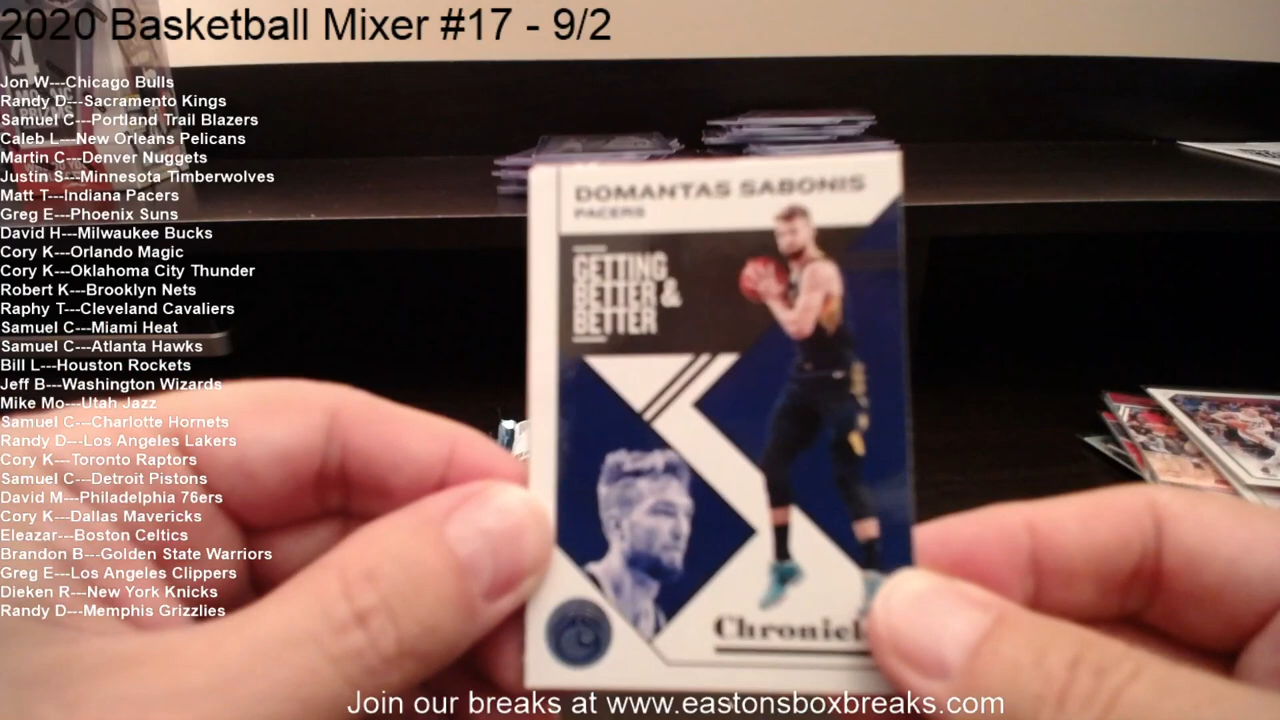 2020 Basketball Mixer #17 - 9/2
Jon W---Chicago Bulls
Randy D---Sacramento Kings
Samuel C---Portland Trail Blazers
Caleb L---New Orleans Pelicans
Martin C---Denver Nuggets
Justin S---Minnesota Timberwolves
Matt T---Indiana Pacers
Greg E---Phoenix Suns
David H---Milwaukee Bucks
Cory K---Orlando Magic
Cory K---Oklahoma City Thunder
Robert K---Brooklyn Nets
Raphy T---Cleveland Cavaliers
Samuel C---Miami Heat
Samuel C---Atlanta Hawks
Bill L---Houston Rockets
Jeff B---Washington Wizards
Mike Mo---Utah Jazz
Samuel C---Charlotte Hornets
Randy D---Los Angeles Lakers
Cory K---Toronto Raptors
Samuel C---Detroit Pistons
David M---Philadelphia 76ers
Cory K---Dallas Mavericks
Eleazar---Boston Celtics
Brandon B---Golden State Warriors
Greg E---Los Angeles Clippers
Dieken R---New York Knicks
Randy D---Memphis Grizzlies
DOMANTAS SABONIS
PACERS
GETTING
BETTER &
BETTER
Chronicl
Join our breaks at www.eastonsboxbreaks.com